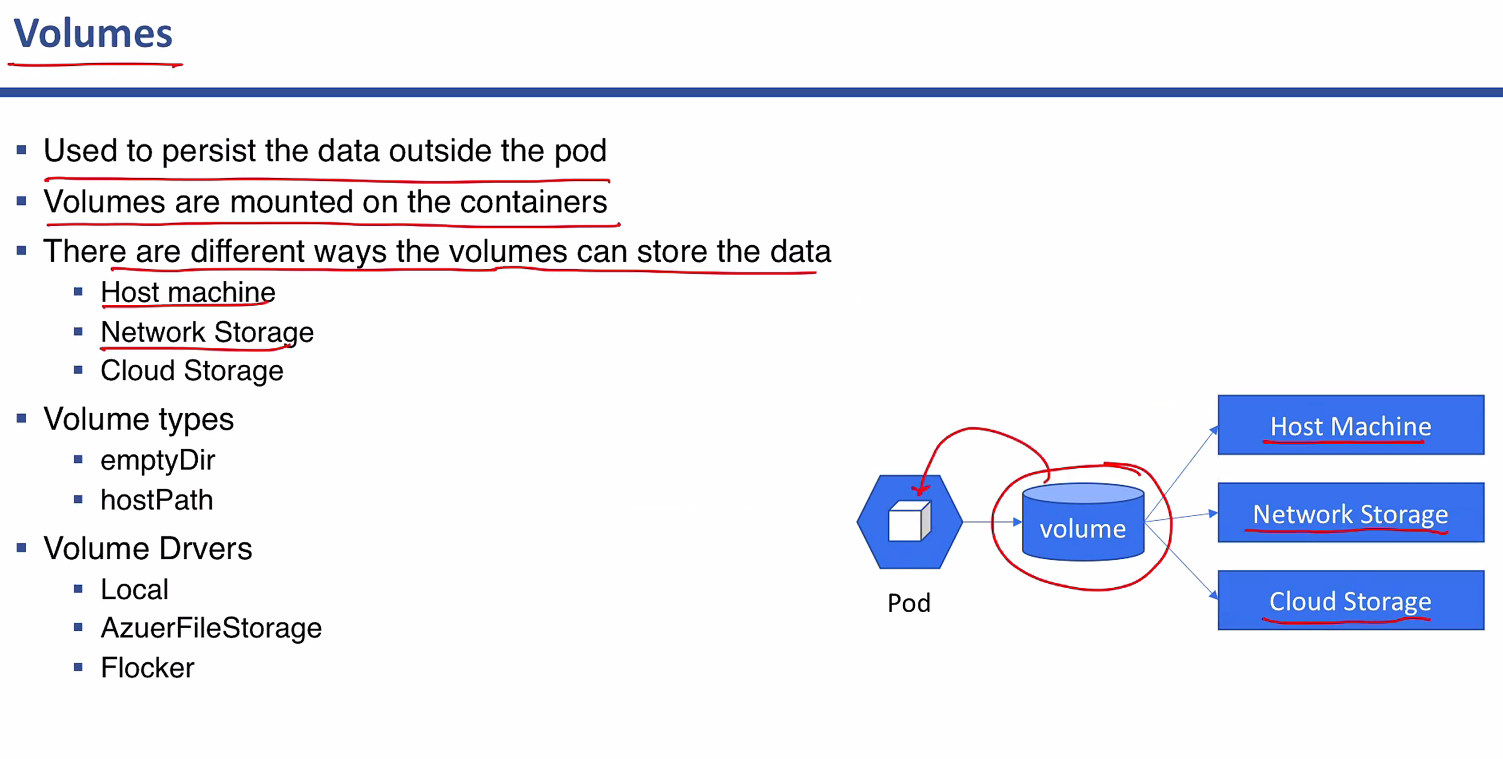 Volumes
Used to persist the data outside the pod
Volumes are mounted on the containers
There are different ways the volumes can store the data
Host machine
Network Storage
Cloud Storage
Volume types
emptyDir
hostPath
Volume Drvers
Local
AzuerFileStorage
Flocker
Pod
volume
Host Machine
Network Storage
Cloud Storage